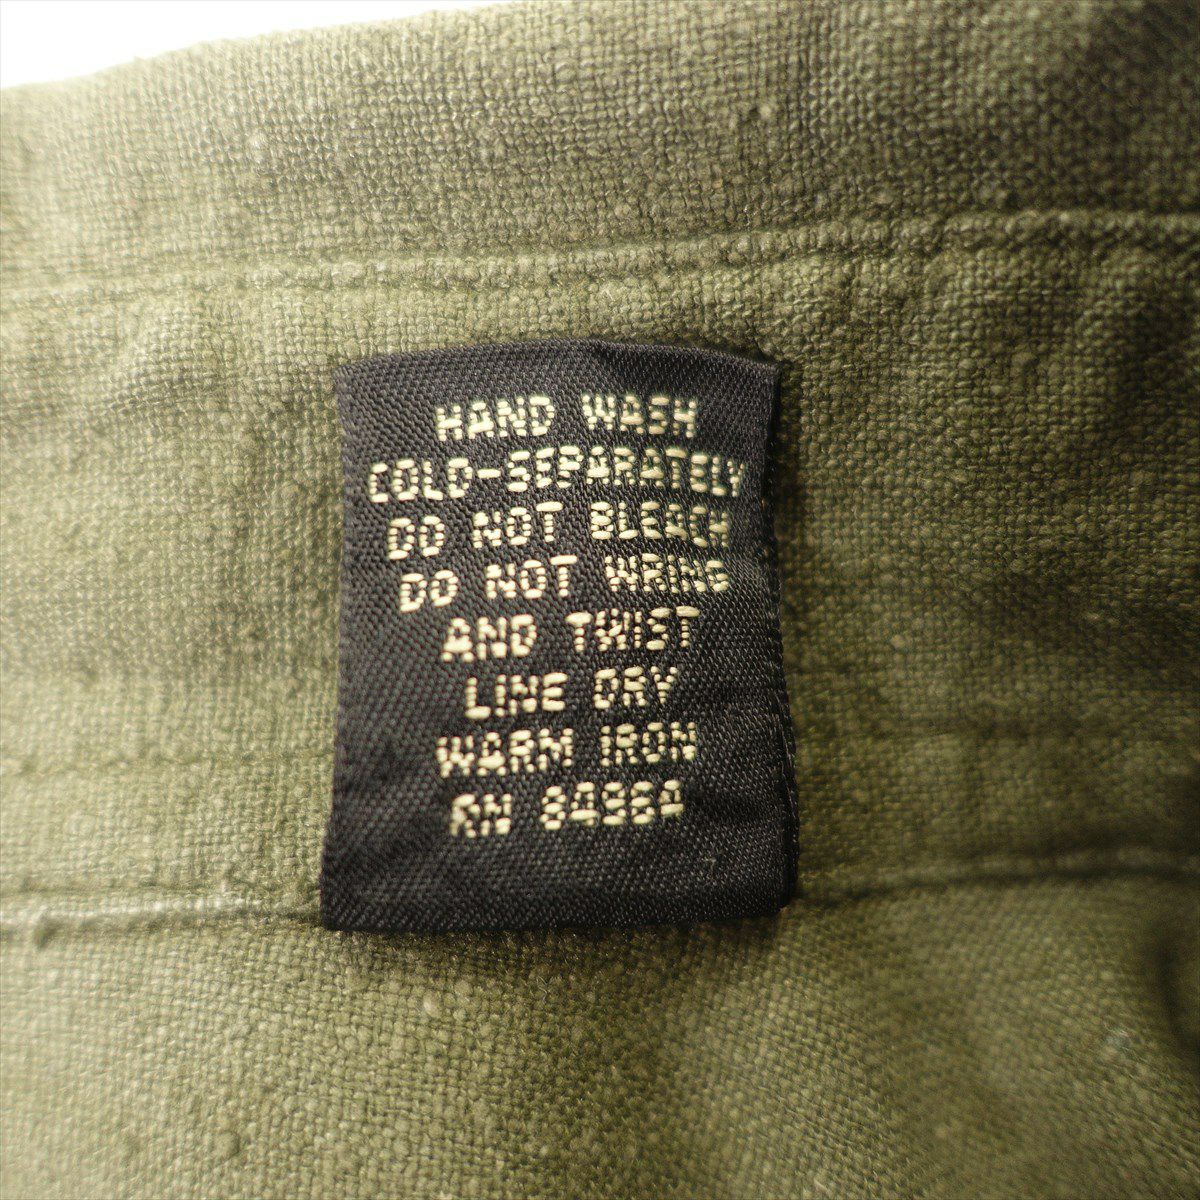 HAND WASH
COLD-SEPARATELY
DO NOT BLEACH
DO NOT WRING
AND TWIST
LINE DRY
WARM IRON
RN 84984